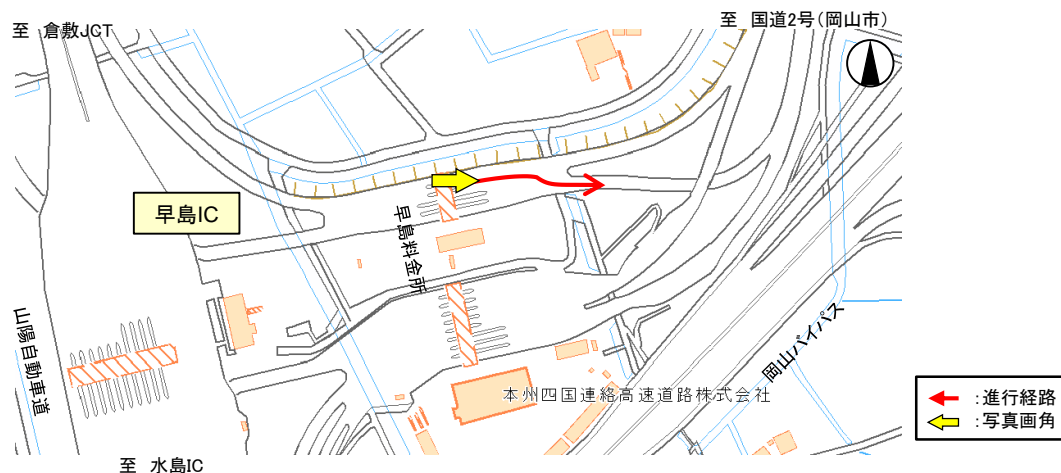 至 倉敷JCT
至 国道2号(岡山市)
早島IC
早島料金所
山陽自動車道
岡山バイパス
本州四国連絡高速道路株式会社
:進行経路
:写真画角
至 水島IC